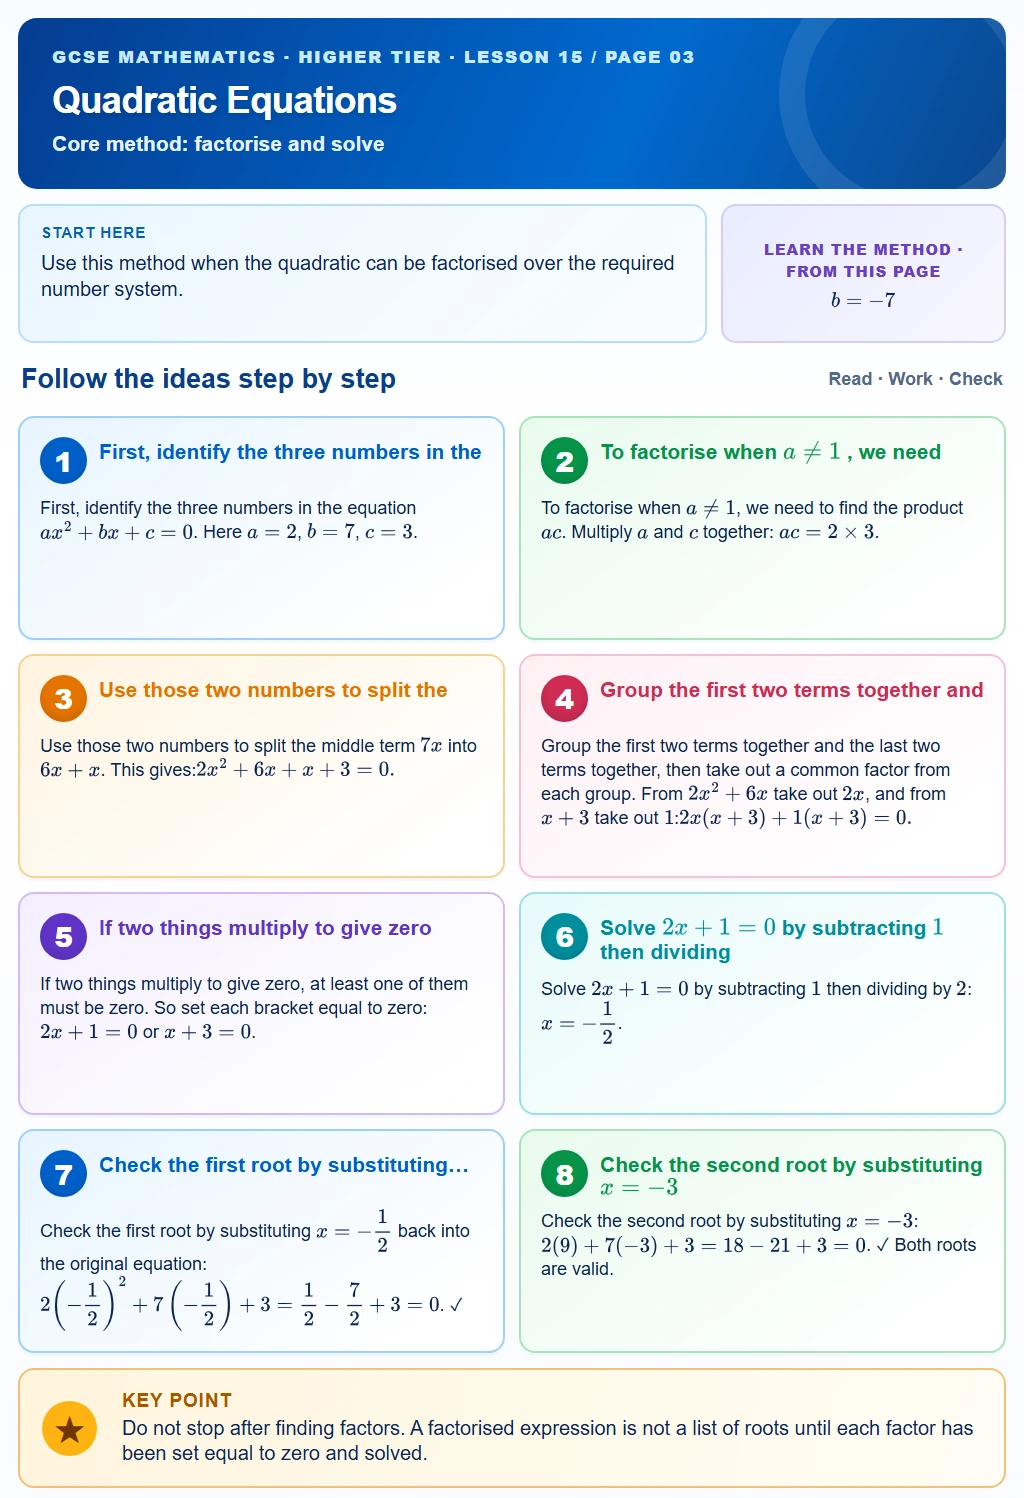 GCSE MATHEMATICS · HIGHER TIER · LESSON 15 / PAGE 03
Quadratic Equations
Core method: factorise and solve
START HERE
Use this method when the quadratic can be factorised over the required
number system.
LEARN THE METHOD ·
FROM THIS PAGE
b = −7
Follow the ideas step by step
Read · Work · Check
1
First, identify the three numbers in the
First, identify the three numbers in the equation
ax² + bx + c = 0. Here a = 2, b = 7, c = 3.
2
To factorise when a ≠ 1 , we need
To factorise when a ≠ 1, we need to find the product
ac. Multiply a and c together: ac = 2 × 3.
3
Use those two numbers to split the
Use those two numbers to split the middle term 7x into
6x + x. This gives:2x² + 6x + x + 3 = 0.
4
Group the first two terms together and
Group the first two terms together and the last two
terms together, then take out a common factor from
each group. From 2x² + 6x take out 2x, and from
x + 3 take out 1:2x(x + 3) + 1(x + 3) = 0.
5
If two things multiply to give zero
If two things multiply to give zero, at least one of them
must be zero. So set each bracket equal to zero:
2x + 1 = 0 or x + 3 = 0.
6
Solve 2x + 1 = 0 by subtracting 1
then dividing
Solve 2x + 1 = 0 by subtracting 1 then dividing by 2:
x = −1/2.
7
Check the first root by substituting…
Check the first root by substituting x = −1/2 back into
the original equation:
2(−1/2)² + 7(−1/2) + 3 = 1/2 − 7/2 + 3 = 0. ✓
8
Check the second root by substituting
x = −3
Check the second root by substituting x = −3:
2(9) + 7(−3) + 3 = 18 − 21 + 3 = 0. ✓ Both roots
are valid.
KEY POINT
Do not stop after finding factors. A factorised expression is not a list of roots until each factor has
been set equal to zero and solved.